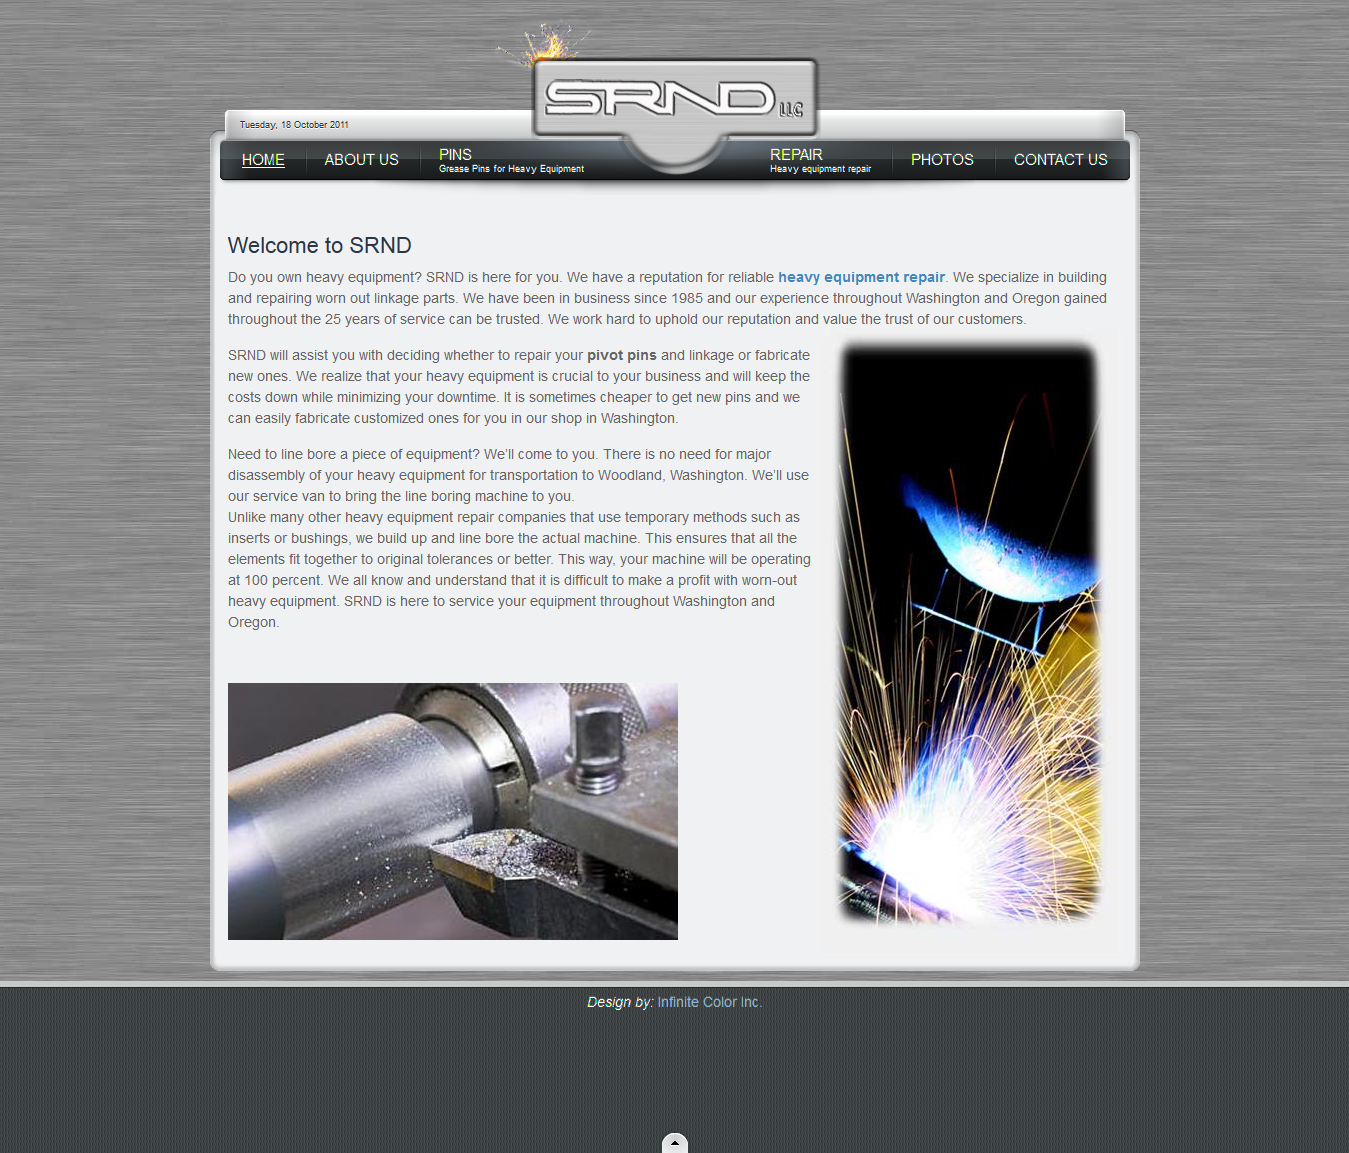 SRND LLC
Tuesday, 18 October 2011
HOME
ABOUT US
PINS
Grease Pins for Heavy Equipment
REPAIR
Heavy equipment repair
PHOTOS
CONTACT US
Welcome to SRND
Do you own heavy equipment? SRND is here for you. We have a reputation for reliable heavy equipment repair. We specialize in building
and repairing worn out linkage parts. We have been in business since 1985 and our experience throughout Washington and Oregon gained
throughout the 25 years of service can be trusted. We work hard to uphold our reputation and value the trust of our customers.
SRND will assist you with deciding whether to repair your pivot pins and linkage or fabricate
new ones. We realize that your heavy equipment is crucial to your business and will keep the
costs down while minimizing your downtime. It is sometimes cheaper to get new pins and we
can easily fabricate customized ones for you in our shop in Washington.
Need to line bore a piece of equipment? We'll come to you. There is no need for major
disassembly of your heavy equipment for transportation to Woodland, Washington. We'll use
our service van to bring the line boring machine to you.
Unlike many other heavy equipment repair companies that use temporary methods such as
inserts or bushings, we build up and line bore the actual machine. This ensures that all the
elements fit together to original tolerances or better. This way, your machine will be operating
at 100 percent. We all know and understand that it is difficult to make a profit with worn-out
heavy equipment. SRND is here to service your equipment throughout Washington and
Oregon.
Design by: Infinite Color Inc.